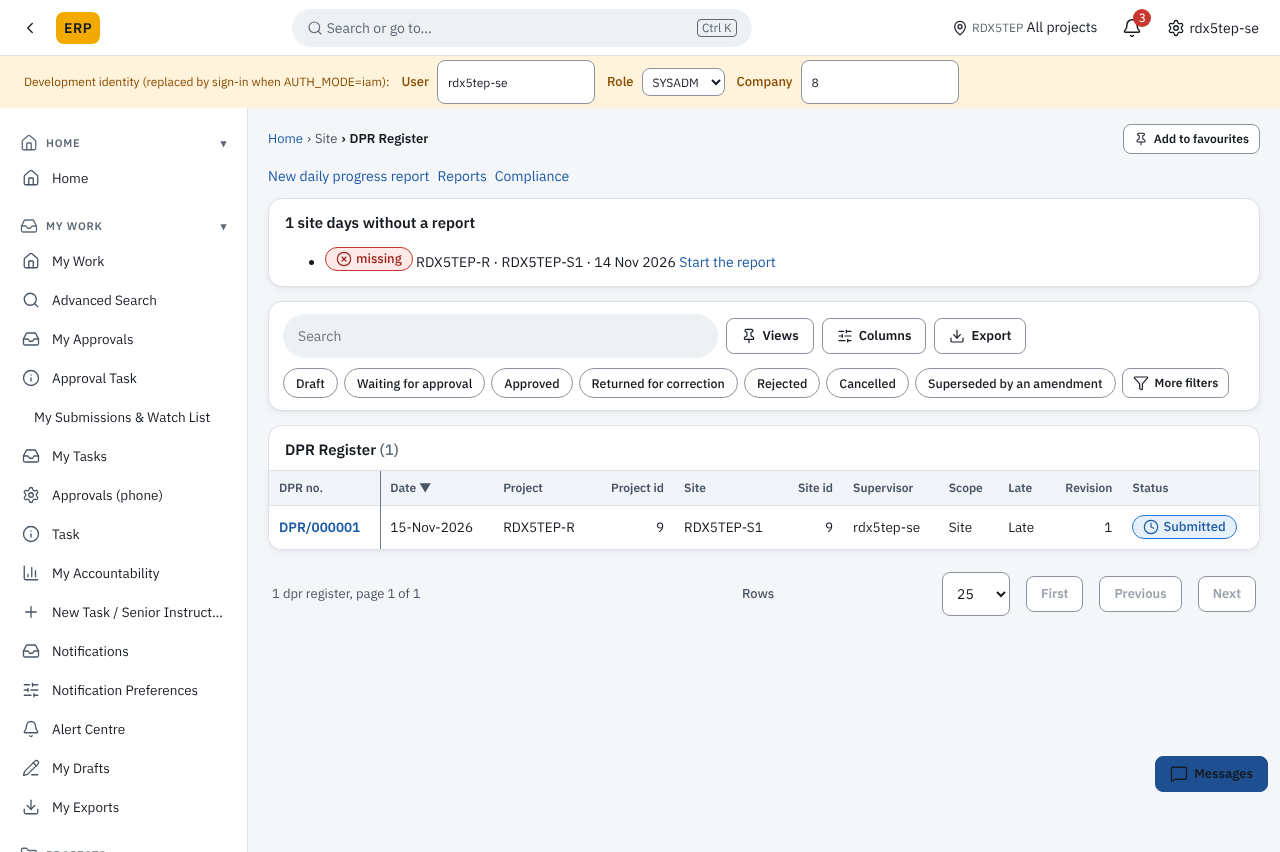 ERP
Search or go to...
Ctrl K
RDX5TEP All projects
3
rdx5tep-se
Development identity (replaced by sign-in when AUTH_MODE=iam): User rdx5tep-se Role SYSADM Company 8
HOME
Home
MY WORK
My Work
Advanced Search
My Approvals
Approval Task
My Submissions & Watch List
My Tasks
Approvals (phone)
Task
My Accountability
New Task / Senior Instruct...
Notifications
Notification Preferences
Alert Centre
My Drafts
My Exports
Home › Site › DPR Register
Add to favourites
New daily progress report Reports Compliance
1 site days without a report
missing RDX5TEP-R · RDX5TEP-S1 · 14 Nov 2026 Start the report
Search Views Columns Export
Draft Waiting for approval Approved Returned for correction Rejected Cancelled Superseded by an amendment More filters
DPR Register (1)
DPR no. Date ▼ Project Project id Site Site id Supervisor Scope Late Revision Status
DPR/000001 15-Nov-2026 RDX5TEP-R 9 RDX5TEP-S1 9 rdx5tep-se Site Late 1 Submitted
1 dpr register, page 1 of 1 Rows 25 First Previous Next
Messages